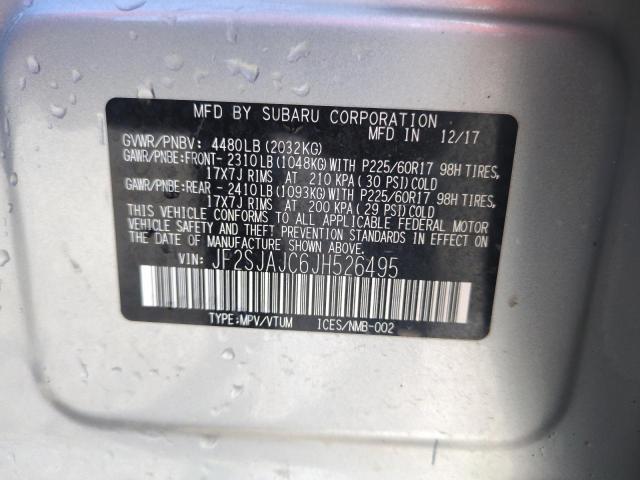 MFD BY SUBARU CORPORATION
MFD IN 12/17
GVWR/PNBV: 4480LB(2032KG)
GAWR/PNBE:FRONT- 2310LB(1048KG)WITH P225/60R17 98H TIRES,
17X7J RIMS AT 210 KPA(30 PSI)COLD
GAWR/PNBE:REAR - 2410LB(1093KG)WITH P225/60R17 98H TIRES,
17X7J RIMS AT 200 KPA(29 PSI)COLD
THIS VEHICLE CONFORMS TO ALL APPLICABLE FEDERAL MOTOR
VEHICLE SAFETY AND THEFT PREVENTION STANDARDS IN EFFECT ON
THE DATE OF MANUFACTURE SHOWN ABOVE.
VIN: JF2SJAJC6JH526495
TYPE:MPV/VTUM ICES/NMB-002